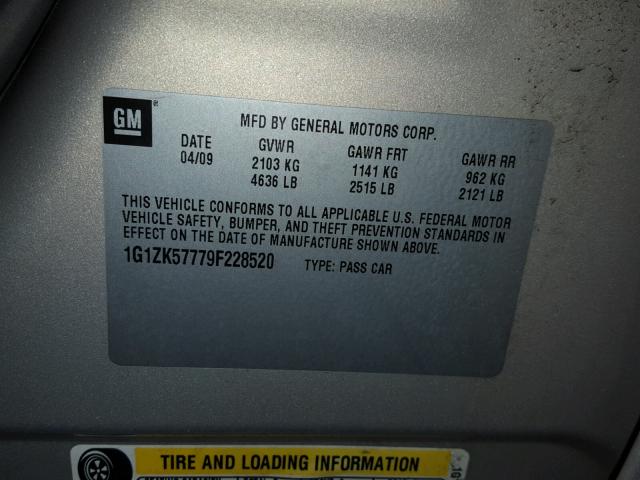 GM
MFD BY GENERAL MOTORS CORP.
DATE GVWR GAWR FRT GAWR RR
04/09 2103 KG 1141 KG 962 KG
4636 LB 2515 LB 2121 LB
THIS VEHICLE CONFORMS TO ALL APPLICABLE U.S. FEDERAL MOTOR
VEHICLE SAFETY, BUMPER, AND THEFT PREVENTION STANDARDS IN
EFFECT ON THE DATE OF MANUFACTURE SHOWN ABOVE.
1G1ZK57779F228520 TYPE: PASS CAR
TIRE AND LOADING INFORMATION